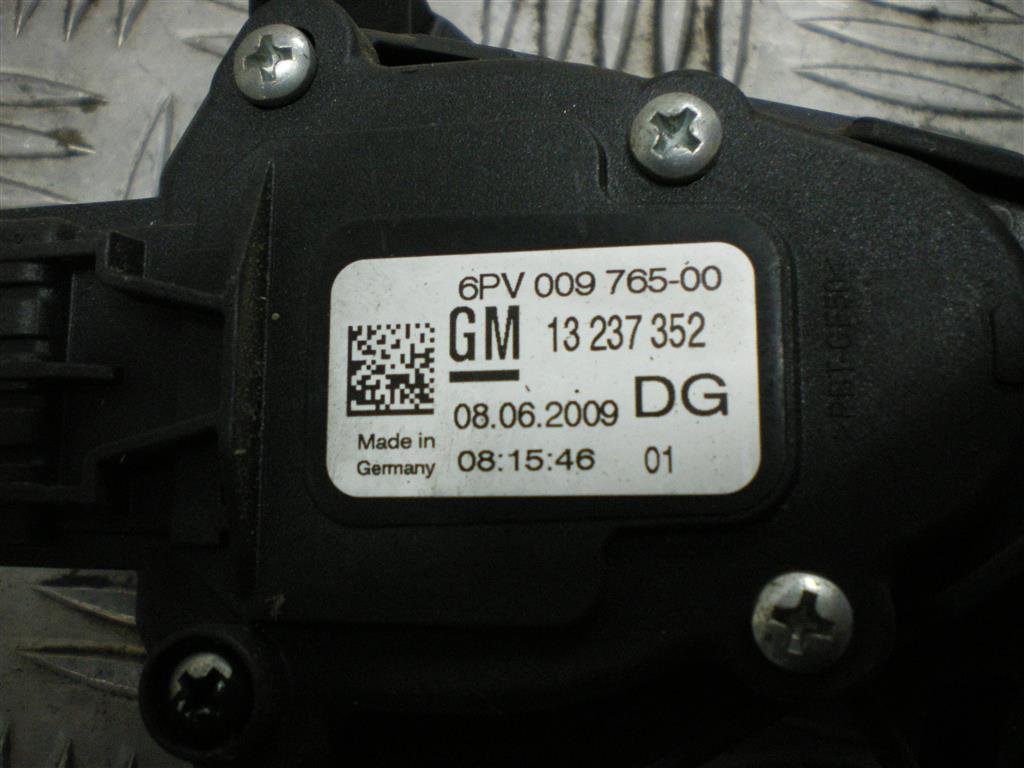 6PV 009 765-00
GM 13 237 352
08.06.2009 DG
Made in
Germany
08:15:46 01